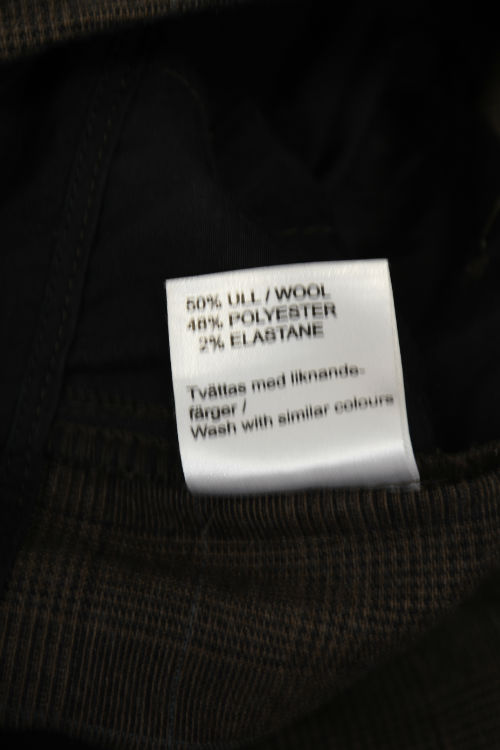 50% ULL / WOOL
48% POLYESTER
2% ELASTANE
Tvättas med liknande-
färger /
Wash with similar colours